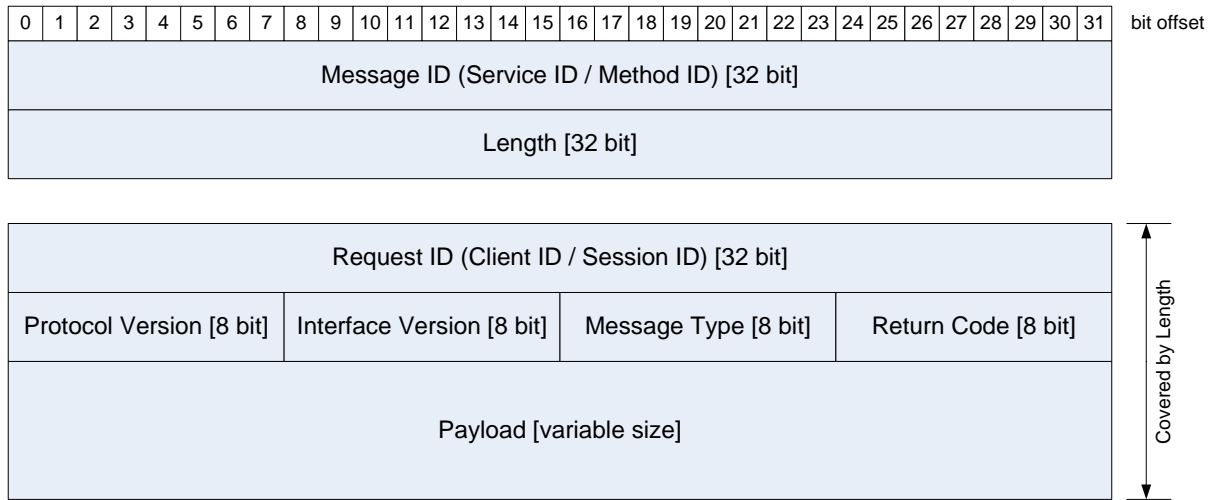 0 1 2 3 4 5 6 7 8 9 10 11 12 13 14 15 16 17 18 19 20 21 22 23 24 25 26 27 28 29 30 31 bit offset
Message ID (Service ID / Method ID) [32 bit]
Length [32 bit]
Request ID (Client ID / Session ID) [32 bit]
Protocol Version [8 bit] Interface Version [8 bit] Message Type [8 bit] Return Code [8 bit]
Payload [variable size]
Covered by Length